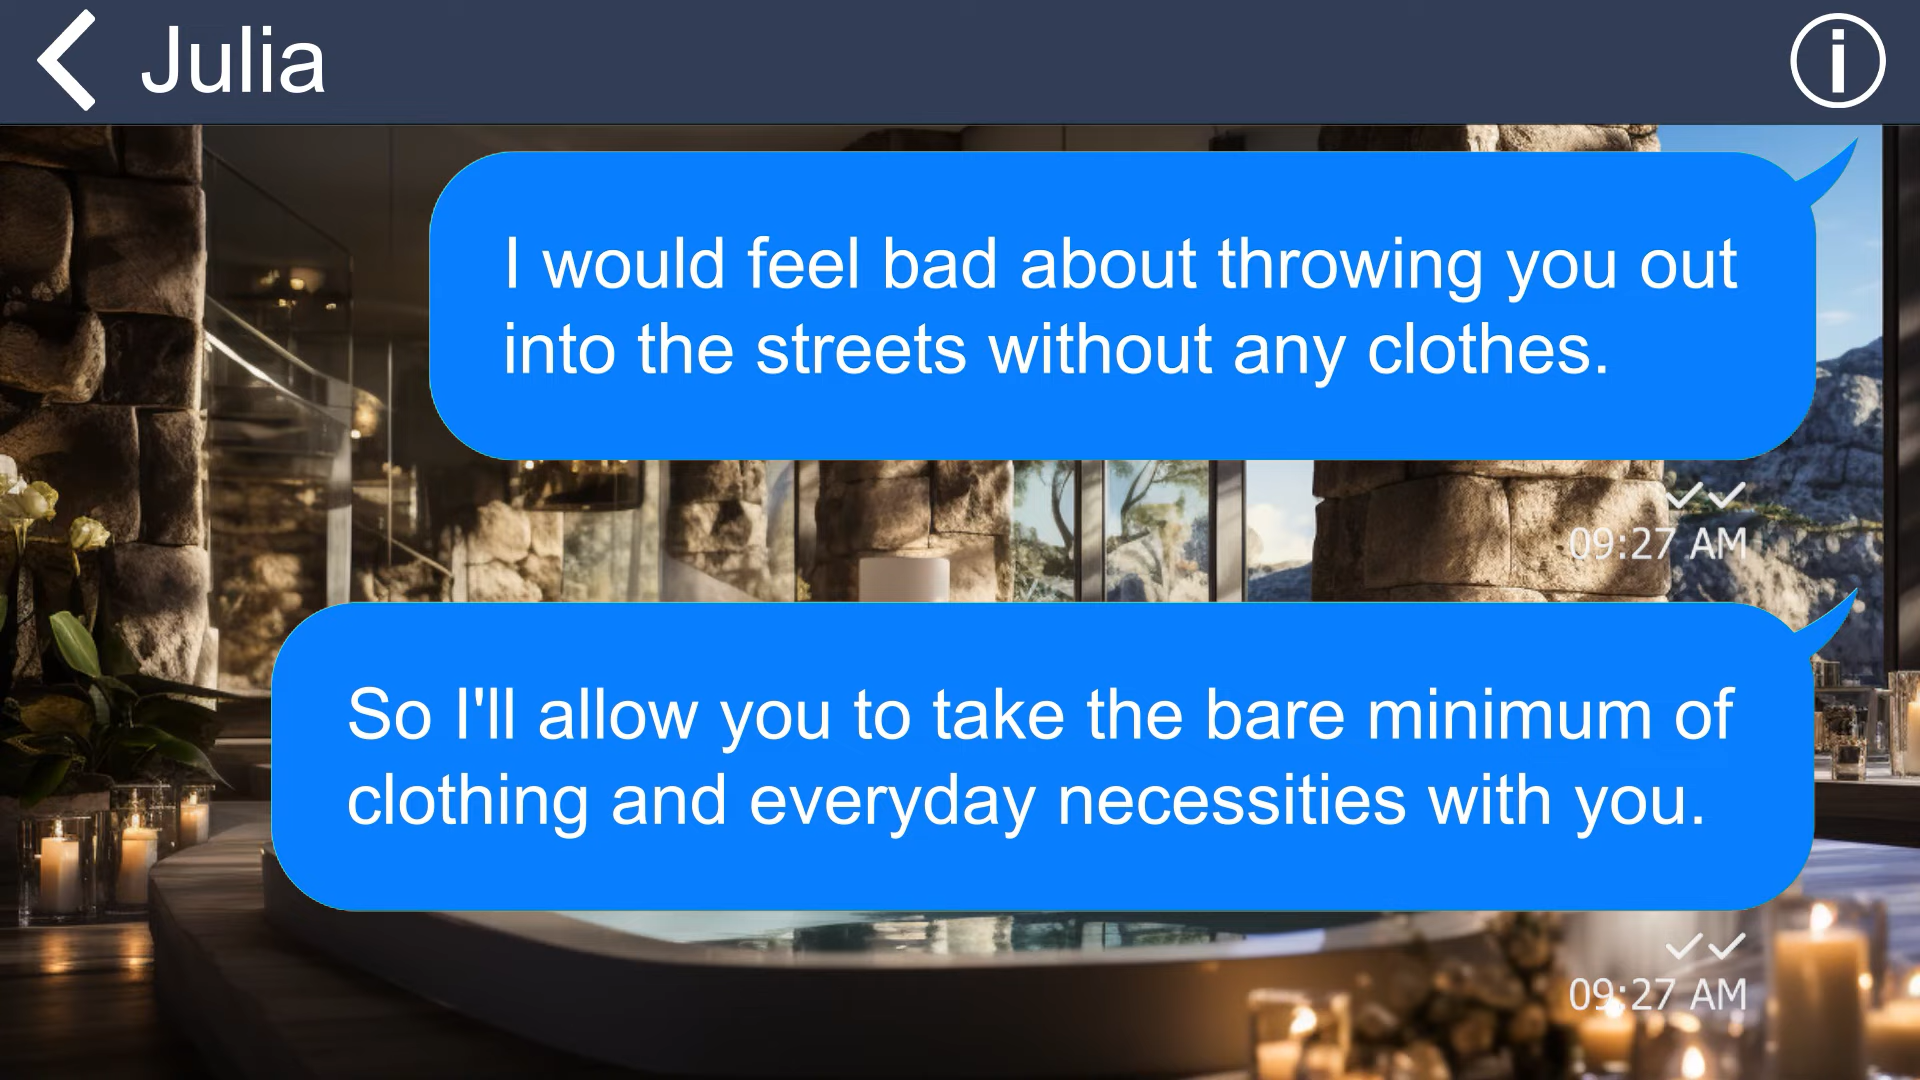 Julia
I would feel bad about throwing you out
into the streets without any clothes.
09:27 AM
So I'll allow you to take the bare minimum of
clothing and everyday necessities with you.
09:27 AM